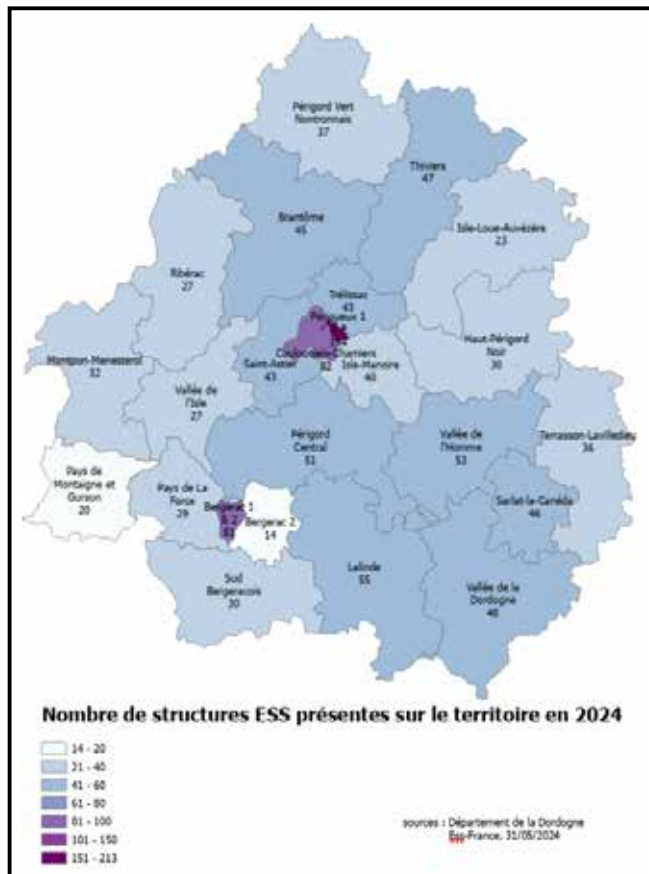 Périgord Vert
Nontronnais
37
Thiviers
47
Brantôme
Isle-Loue-Auvézère
23
Ribérac
27
Trélissac
43
Périgueux 1
Haut-Périgord
Noir
30
Coulounieix-Chamiers
82
Saint-Astier
43
Isle-Manoire
40
Montpon-Menesterol
32
Vallée de
l'Isle
27
Terrasson-Lavilledieu
36
Périgord
Central
51
Vallée de
l'Homme
53
Pays de
Montaigne et
Gurson
20
Pays de La
Force
29
Sarlat-la-Canéda
46
Bergerac 1
Bergerac 2
14
Lalinde
55
Sud
Bergeracois
30
Vallée de la
Dordogne
Nombre de structures ESS présentes sur le territoire en 2024
14 - 20
21 - 40
41 - 60
61 - 80
81 - 100
101 - 150
151 - 213
sources : Département de la Dordogne
Ess-France, 31/05/2024